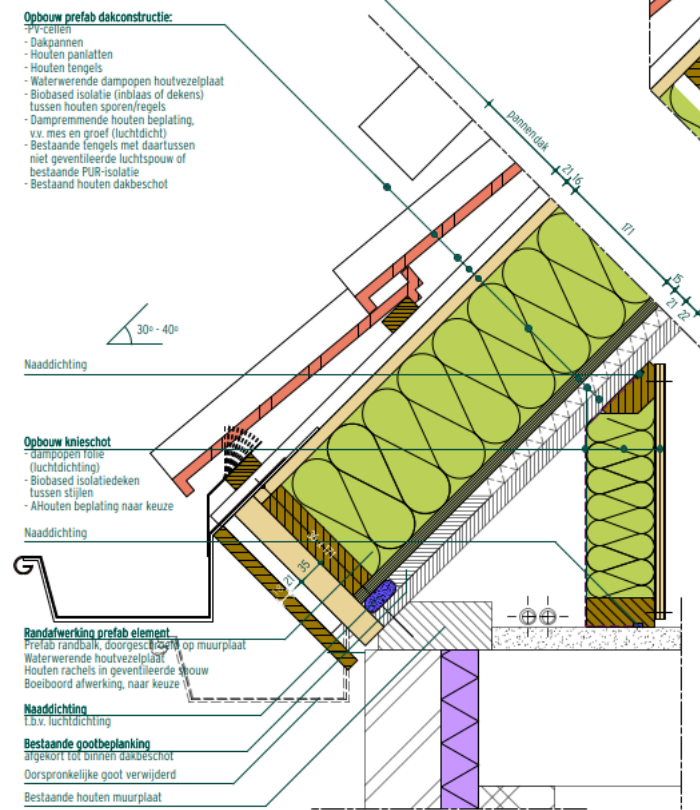 Opbouw prefab dakconstructie:
-PV-cellen
- Dakpannen
- Houten panlatten
- Houten tengels
- Waterwerende dampopen houtvezelplaat
- Biobased isolatie (inblaas of dekens)
tussen houten sporen/regels
- Dampremmende houten beplating,
v.v. mes en groef (luchtdicht)
- Bestaande tengels met daartussen
niet geventileerde luchtspouw of
bestaande PUR-isolatie
- Bestaand houten dakbeschot
pannendak
21
16
171
15
21
22
30° - 40°
Naaddichting
Opbouw knieschot
- dampopen folie
(luchtdichting)
- Biobased isolatiedeken
tussen stijlen
- AHouten beplating naar keuze
Naaddichting
21
35
Randafwerking prefab element
Prefab randbalk, doorgeschroefd op muurplaat
Waterwerende houtvezelplaat
Houten rachels in geventileerde spouw
Boeiboord afwerking, naar keuze
Naaddichting
t.b.v. luchtdichting
Bestaande gootbeplanking
afgekort tot binnen dakbeschot
Oorspronkelijke goot verwijderd
Bestaande houten muurplaat